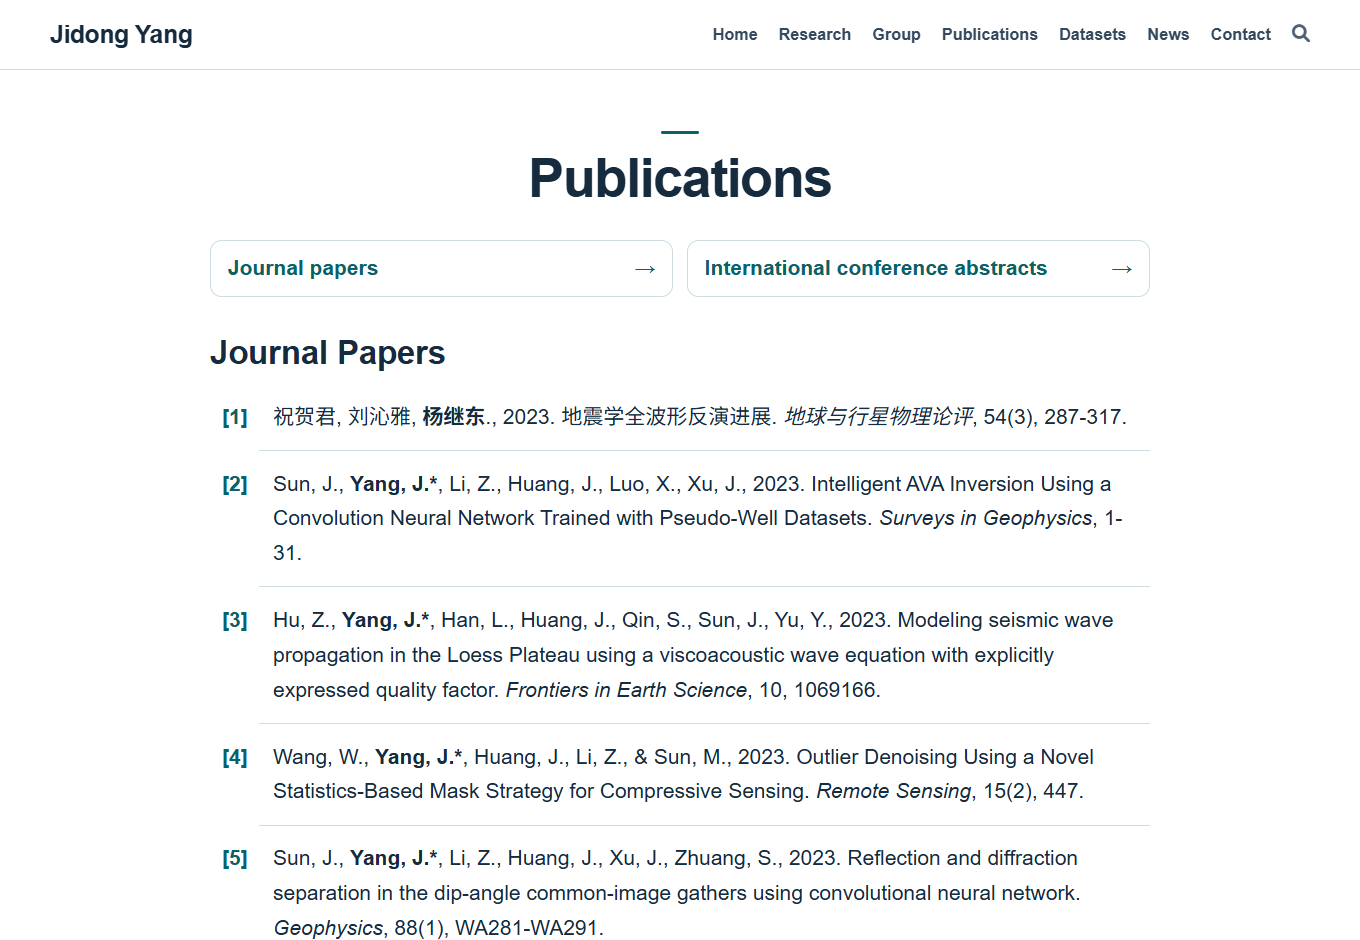 Jidong Yang
Home Research Group Publications Datasets News Contact
Publications
Journal papers →
International conference abstracts →
Journal Papers
[1] 祝贺君, 刘沁雅, 杨继东., 2023. 地震学全波形反演进展. 地球与行星物理论评, 54(3), 287-317.
[2] Sun, J., Yang, J.*, Li, Z., Huang, J., Luo, X., Xu, J., 2023. Intelligent AVA Inversion Using a
Convolution Neural Network Trained with Pseudo-Well Datasets. Surveys in Geophysics, 1-
31.
[3] Hu, Z., Yang, J.*, Han, L., Huang, J., Qin, S., Sun, J., Yu, Y., 2023. Modeling seismic wave
propagation in the Loess Plateau using a viscoacoustic wave equation with explicitly
expressed quality factor. Frontiers in Earth Science, 10, 1069166.
[4] Wang, W., Yang, J.*, Huang, J., Li, Z., & Sun, M., 2023. Outlier Denoising Using a Novel
Statistics-Based Mask Strategy for Compressive Sensing. Remote Sensing, 15(2), 447.
[5] Sun, J., Yang, J.*, Li, Z., Huang, J., Xu, J., Zhuang, S., 2023. Reflection and diffraction
separation in the dip-angle common-image gathers using convolutional neural network.
Geophysics, 88(1), WA281-WA291.